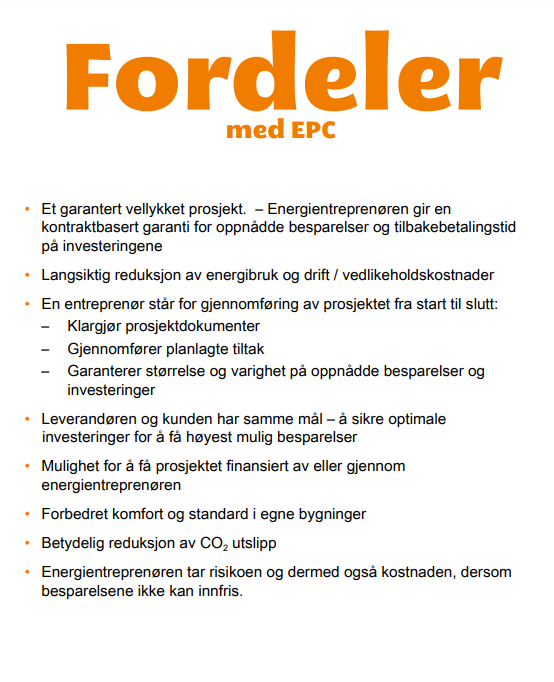 Fordeler
med EPC
• Et garantert vellykket prosjekt.  – Energientreprenøren gir en
kontraktbasert garanti for oppnådde besparelser og tilbakebetalingstid
på investeringene
• Langsiktig reduksjon av energibruk og drift / vedlikeholdskostnader
• En entreprenør står for gjennomføring av prosjektet fra start til slutt:
– Klargjør prosjektdokumenter
– Gjennomfører planlagte tiltak
– Garanterer størrelse og varighet på oppnådde besparelser og
investeringer
• Leverandøren og kunden har samme mål – å sikre optimale
investeringer for å få høyest mulig besparelser
• Mulighet for å få prosjektet finansiert av eller gjennom
energientreprenøren
• Forbedret komfort og standard i egne bygninger
• Betydelig reduksjon av CO₂ utslipp
• Energientreprenøren tar risikoen og dermed også kostnaden, dersom
besparelsene ikke kan innfris.